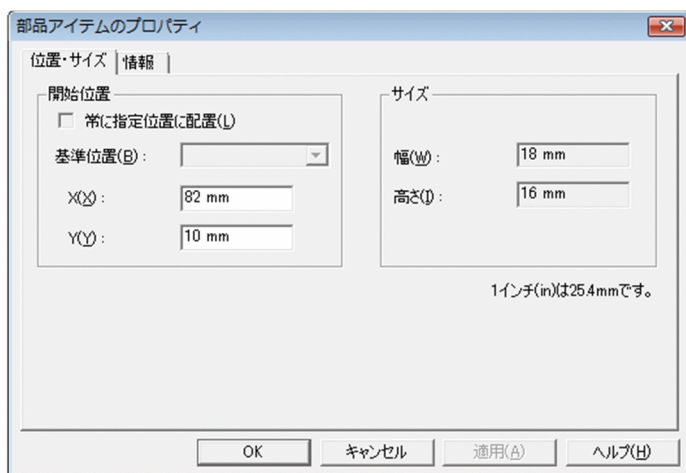 部品アイテムのプロパティ
位置・サイズ 情報
開始位置
常に指定位置に配置(L)
基準位置(B):
X(X): 82 mm
Y(Y): 10 mm
サイズ
幅(W): 18 mm
高さ(I): 16 mm
1インチ(in)は25.4mmです。
OK キャンセル 適用(A) ヘルプ(H)